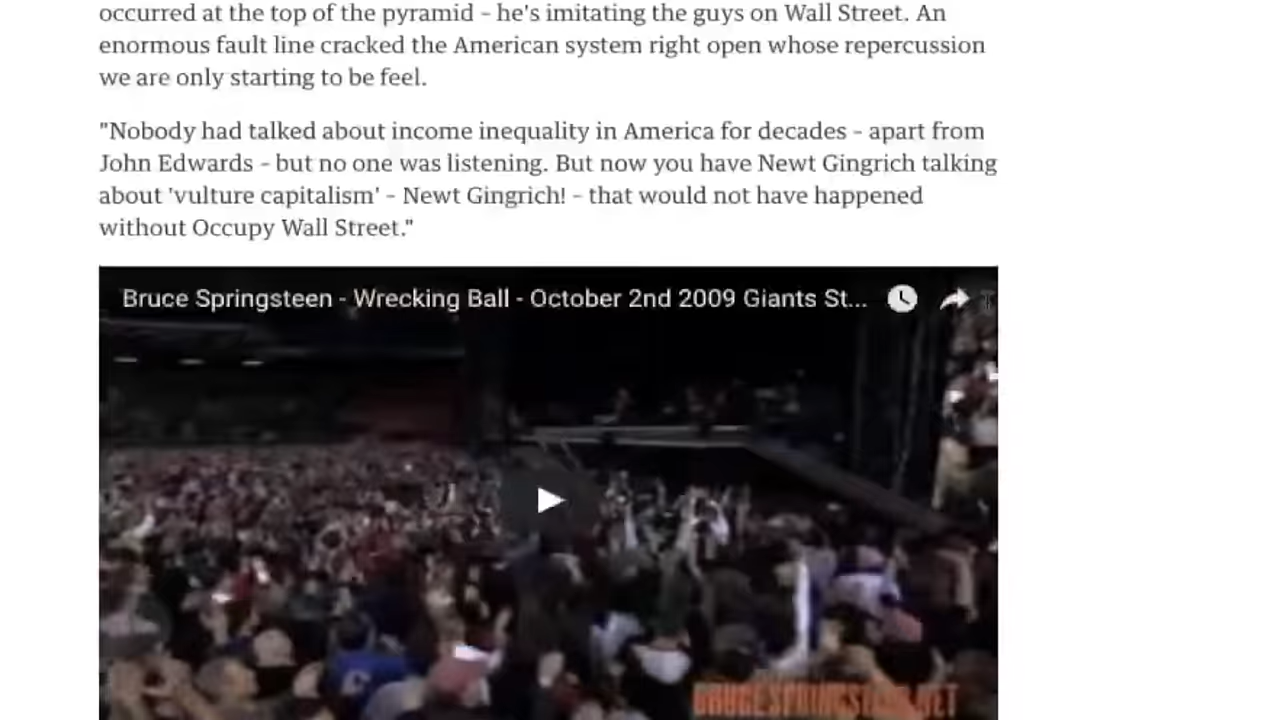 occurred at the top of the pyramid - he's imitating the guys on Wall Street. An
enormous fault line cracked the American system right open whose repercussion
we are only starting to be feel.
"Nobody had talked about income inequality in America for decades - apart from
John Edwards - but no one was listening. But now you have Newt Gingrich talking
about 'vulture capitalism' - Newt Gingrich! - that would not have happened
without Occupy Wall Street."
Bruce Springsteen - Wrecking Ball - October 2nd 2009 Giants St...
BRUCESPRINGSTEEN.NET